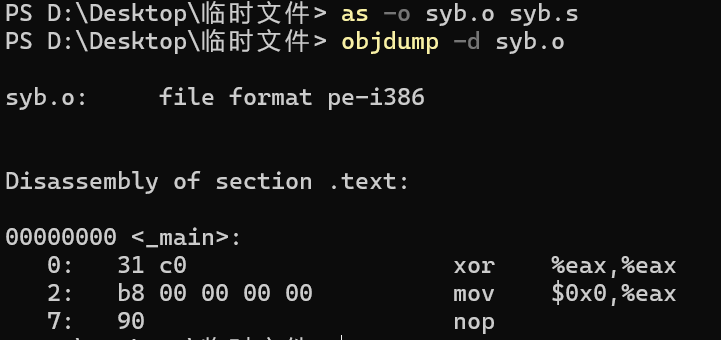 PS D:\Desktop\临时文件> as -o syb.o syb.s
PS D:\Desktop\临时文件> objdump -d syb.o
syb.o:     file format pe-i386
Disassembly of section .text:
00000000 <_main>:
   0:   31 c0                   xor    %eax,%eax
   2:   b8 00 00 00 00          mov    $0x0,%eax
   7:   90                      nop